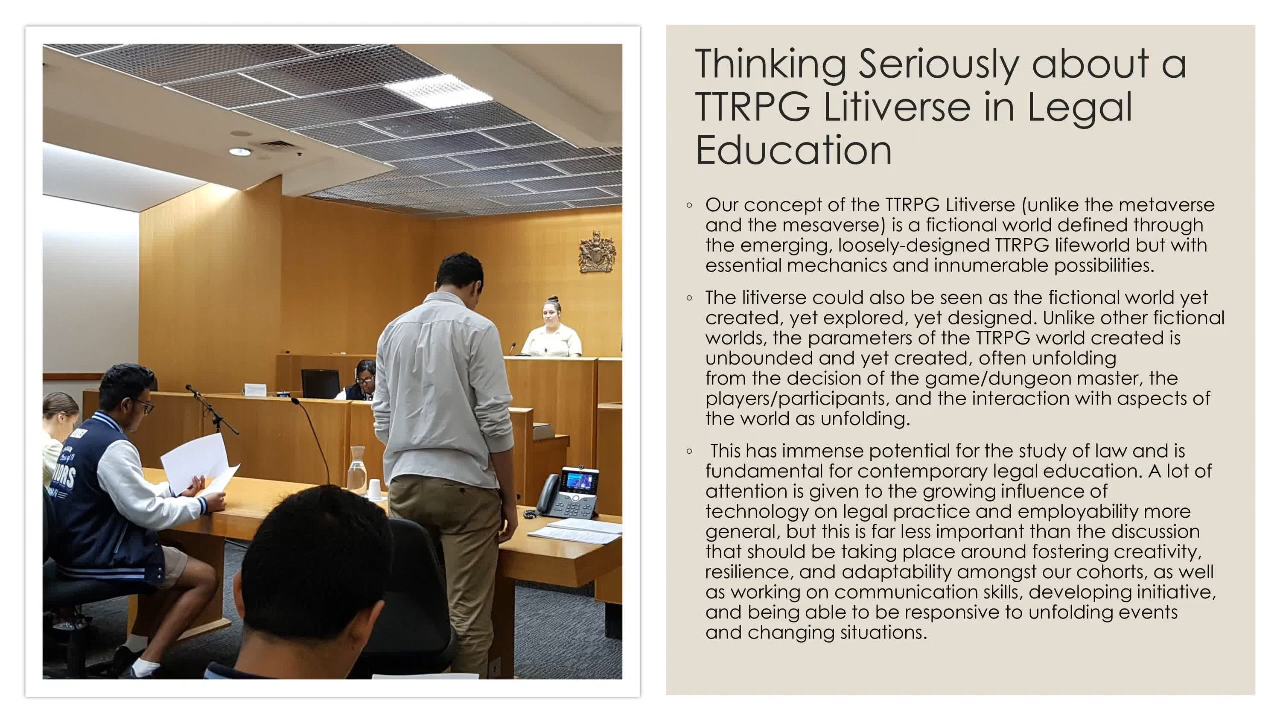 Thinking Seriously about a
TTRPG Litiverse in Legal
Education
◦ Our concept of the TTRPG Litiverse (unlike the metaverse
and the mesaverse) is a fictional world defined through
the emerging, loosely-designed TTRPG lifeworld but with
essential mechanics and innumerable possibilities.
◦ The litiverse could also be seen as the fictional world yet
created, yet explored, yet designed. Unlike other fictional
worlds, the parameters of the TTRPG world created is
unbounded and yet created, often unfolding
from the decision of the game/dungeon master, the
players/participants, and the interaction with aspects of
the world as unfolding.
◦ This has immense potential for the study of law and is
fundamental for contemporary legal education. A lot of
attention is given to the growing influence of
technology on legal practice and employability more
general, but this is far less important than the discussion
that should be taking place around fostering creativity,
resilience, and adaptability amongst our cohorts, as well
as working on communication skills, developing initiative,
and being able to be responsive to unfolding events
and changing situations.